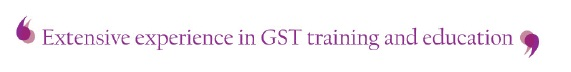 ❛ Extensive experience in GST training and education ❜